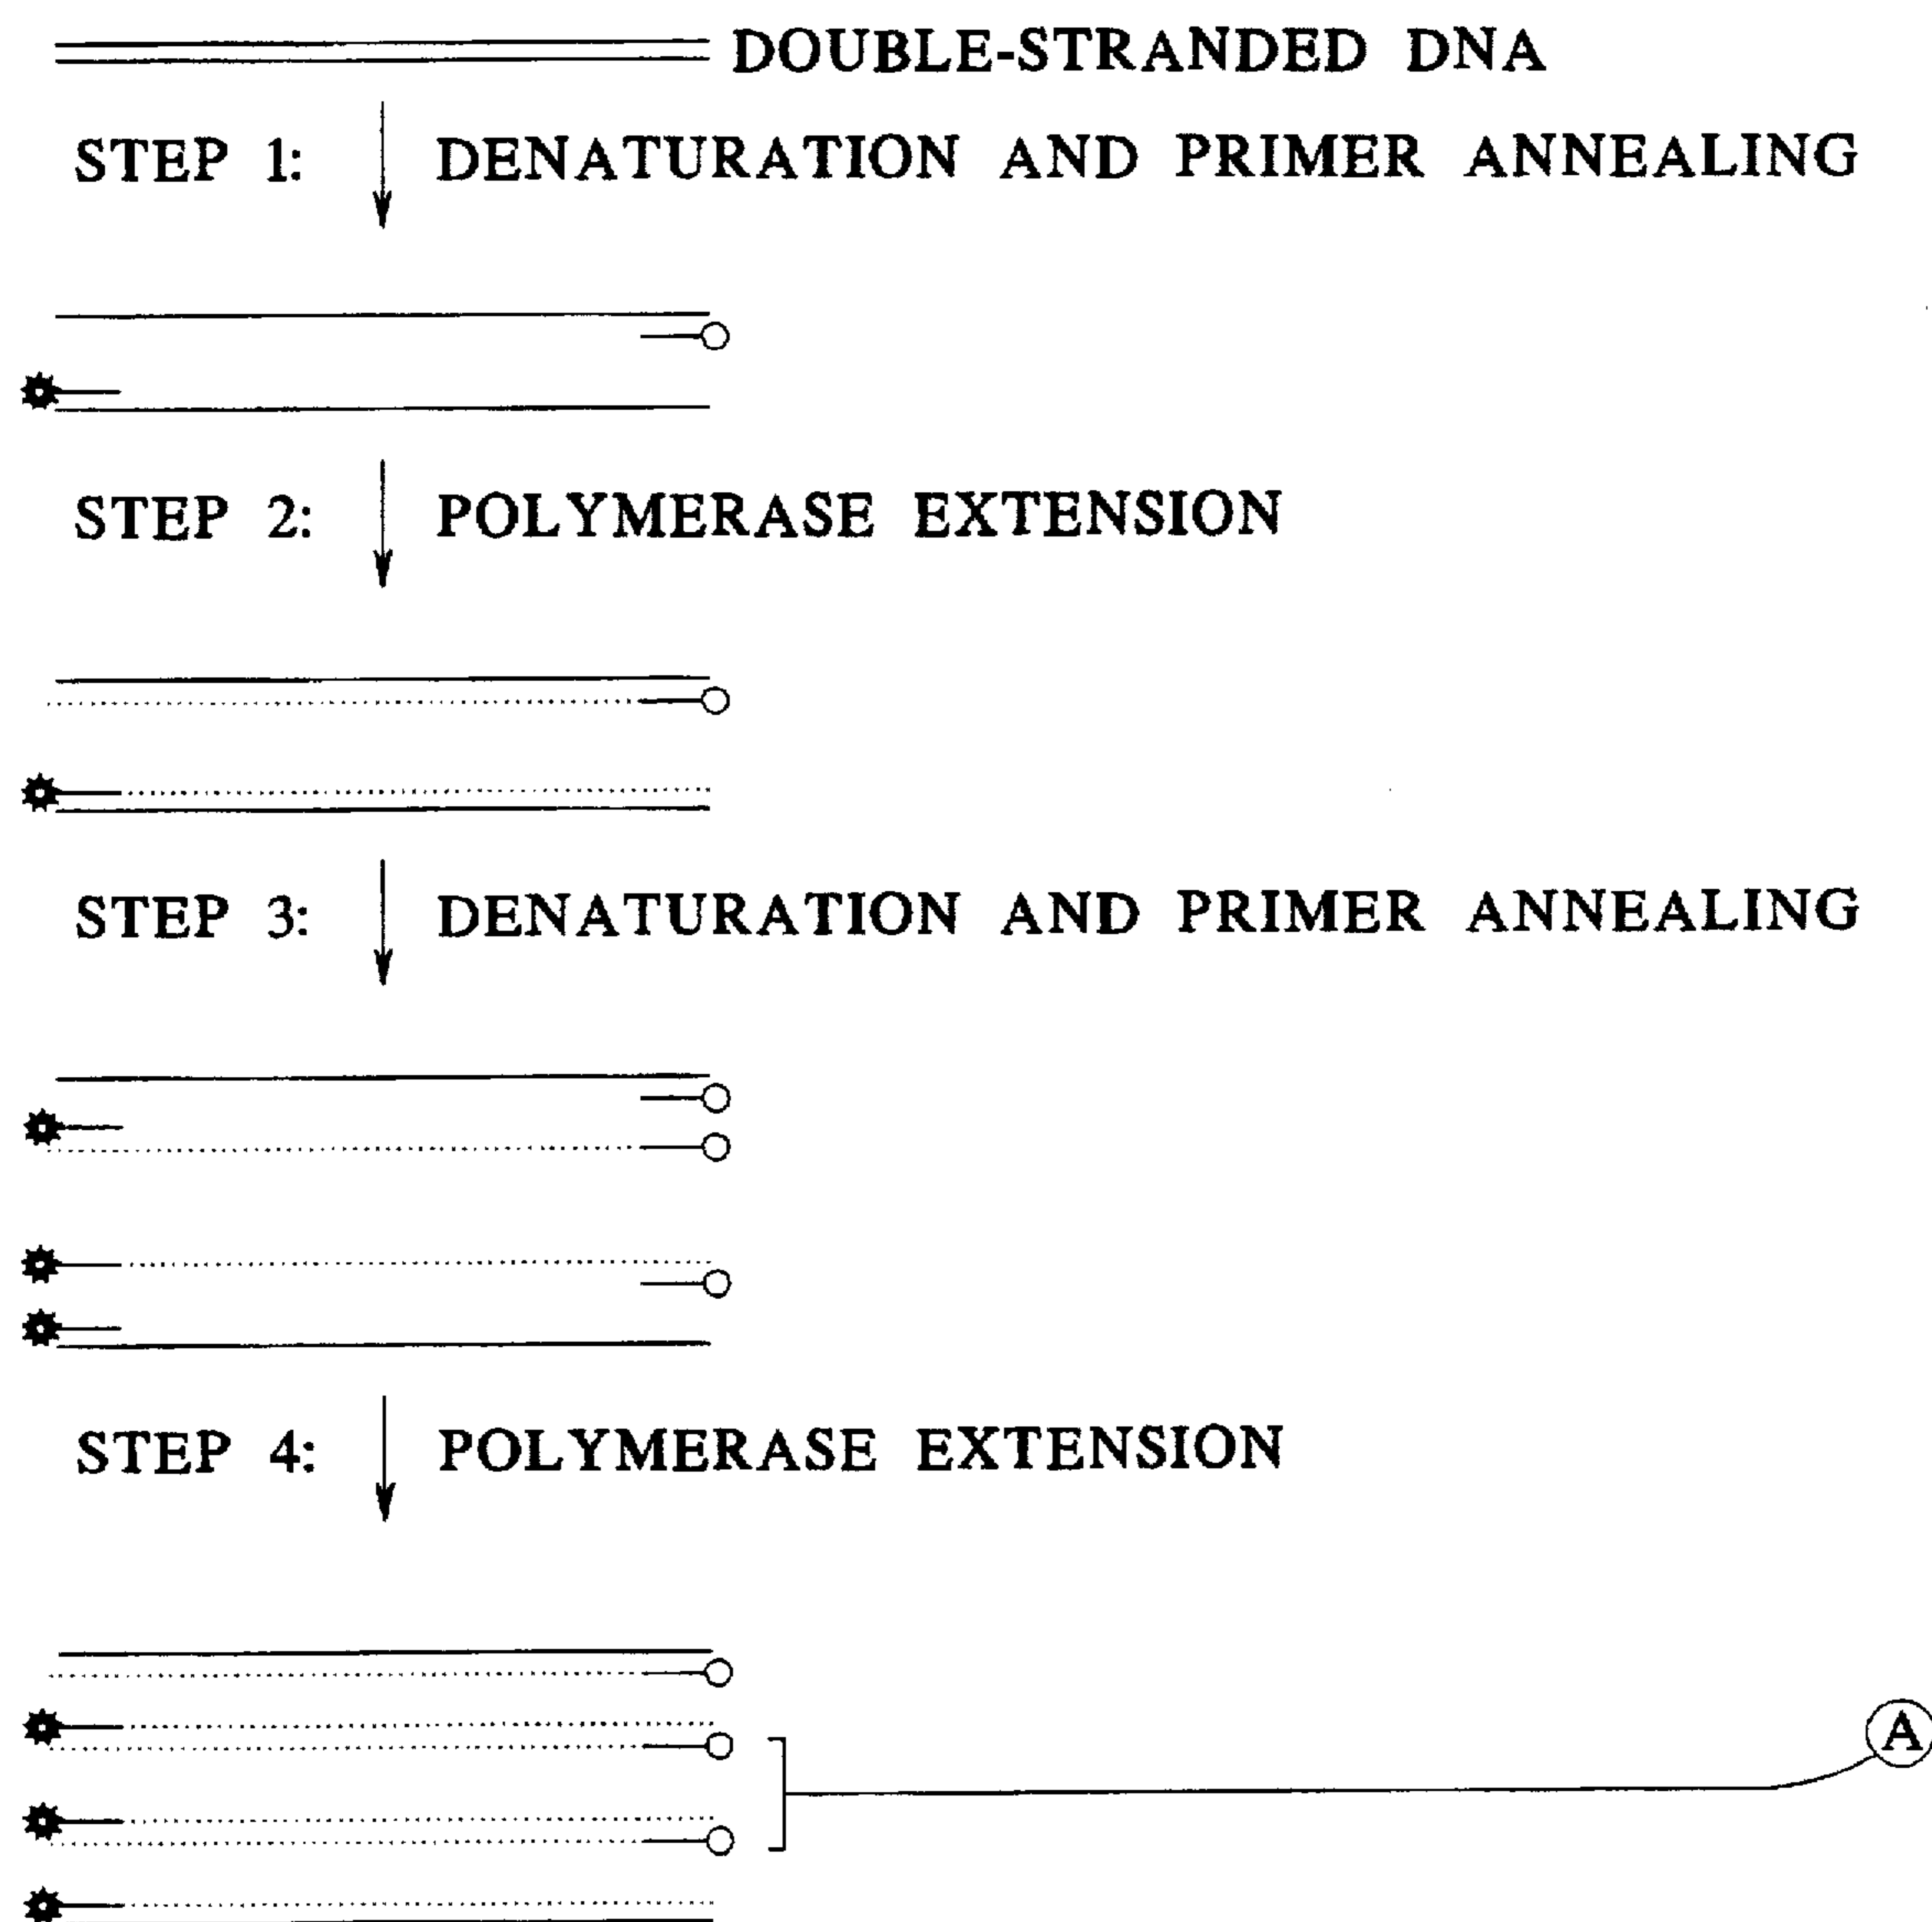 DOUBLE-STRANDED DNA
STEP 1: DENATURATION AND PRIMER ANNEALING
STEP 2: POLYMERASE EXTENSION
STEP 3: DENATURATION AND PRIMER ANNEALING
STEP 4: POLYMERASE EXTENSION
A